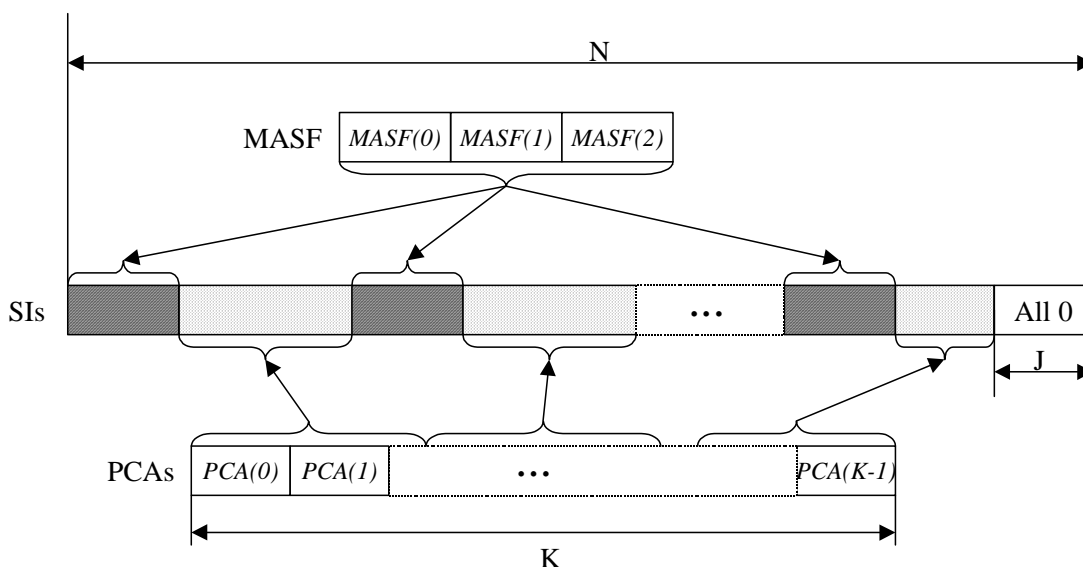 N
MASF MASF(0) MASF(1) MASF(2)
SIs ... All 0
J
PCAs PCA(0) PCA(1) ... PCA(K-1)
K